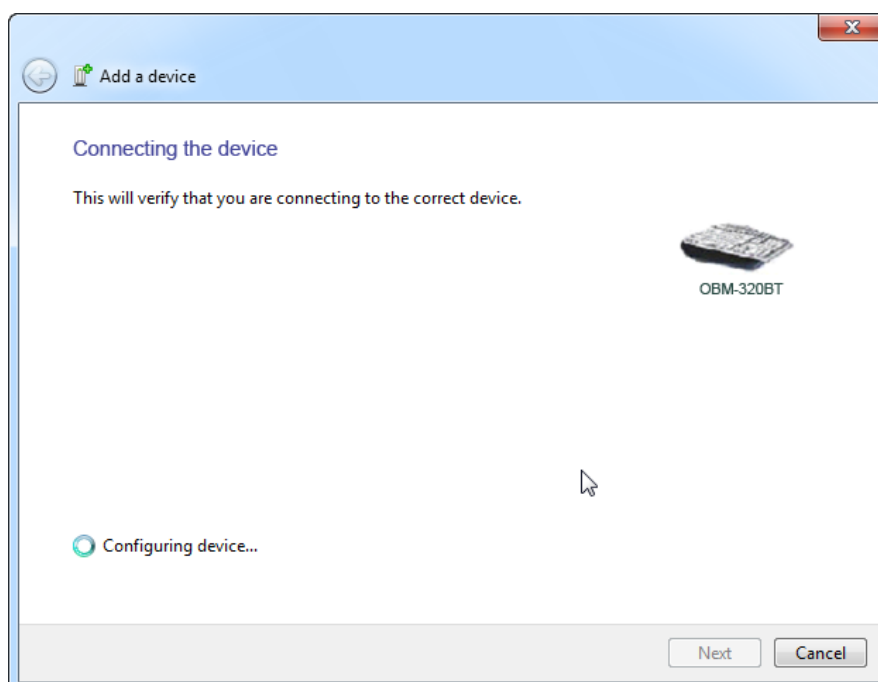 Add a device
Connecting the device
This will verify that you are connecting to the correct device.
OBM-320BT
Configuring device...
Next
Cancel